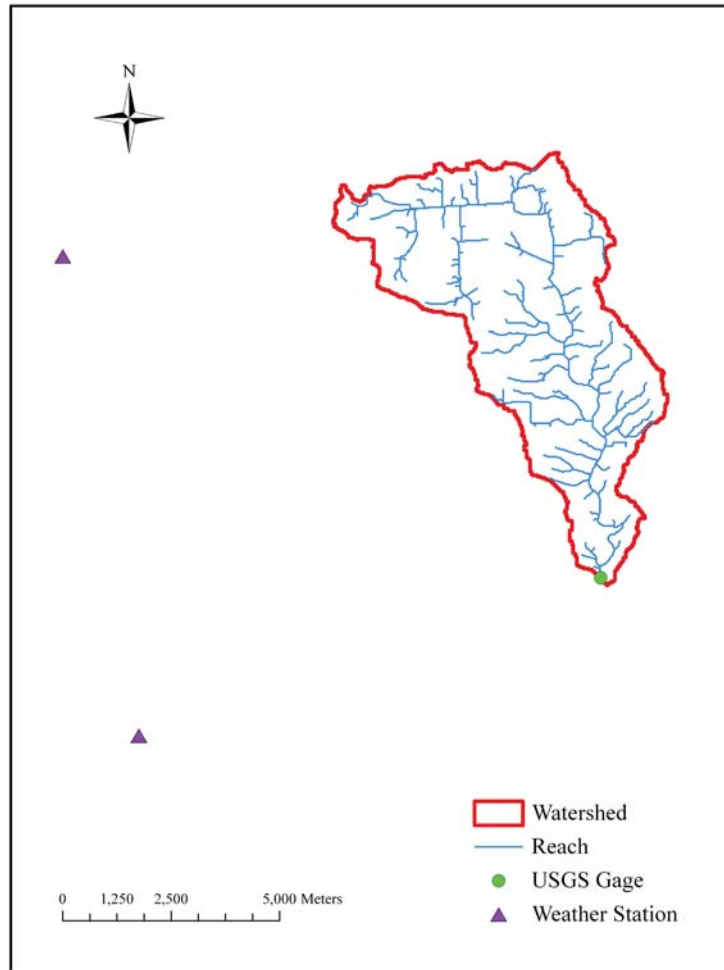 N
Watershed
Reach
USGS Gage
Weather Station
0 1,250 2,500 5,000 Meters